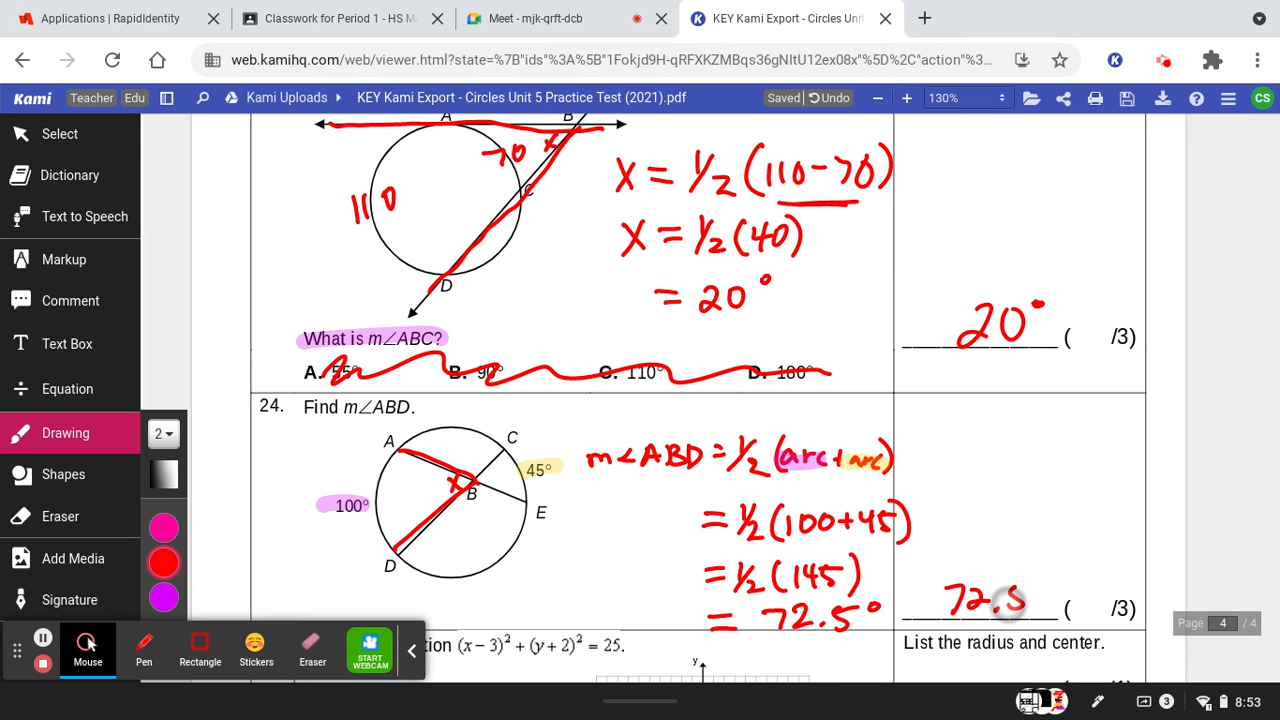 Applications | RapidIdentity
Classwork for Period 1 - HS M
Meet - mjk-qrft-dcb
KEY Kami Export - Circles Unit
web.kamihq.com/web/viewer.html?state=%7B"ids"%3A%5B"1Fokjd9H-qRFXKZMBqs36gNItU12ex08x"%5D%2C"action"%3...
Kami Teacher Edu Kami Uploads KEY Kami Export - Circles Unit 5 Practice Test (2021).pdf Saved Undo 130%
CS
Select
Dictionary
Text to Speech
Markup
Comment
Text Box
Equation
Drawing
2
Shapes
Eraser
Add Media
Signature
A B
70 x
C
110
D
x = 1/2 (110-70)
x = 1/2 (40)
= 20°
What is m∠ABC?
20°
( /3)
A. 55° B. 90° C. 110° D. 180°
24. Find m∠ABD.
A C
45°
x
B
100°
E
D
m∠ABD = 1/2 (arc+arc)
= 1/2 (100+45)
= 1/2 (145)
= 72.5°
72.5
( /3)
tion (x – 3)² + (y + 2)² = 25.
y
List the radius and center.
Page 4 / 4
Mouse
Pen
Rectangle
Stickers
Eraser
START WEBCAM
3
8:53